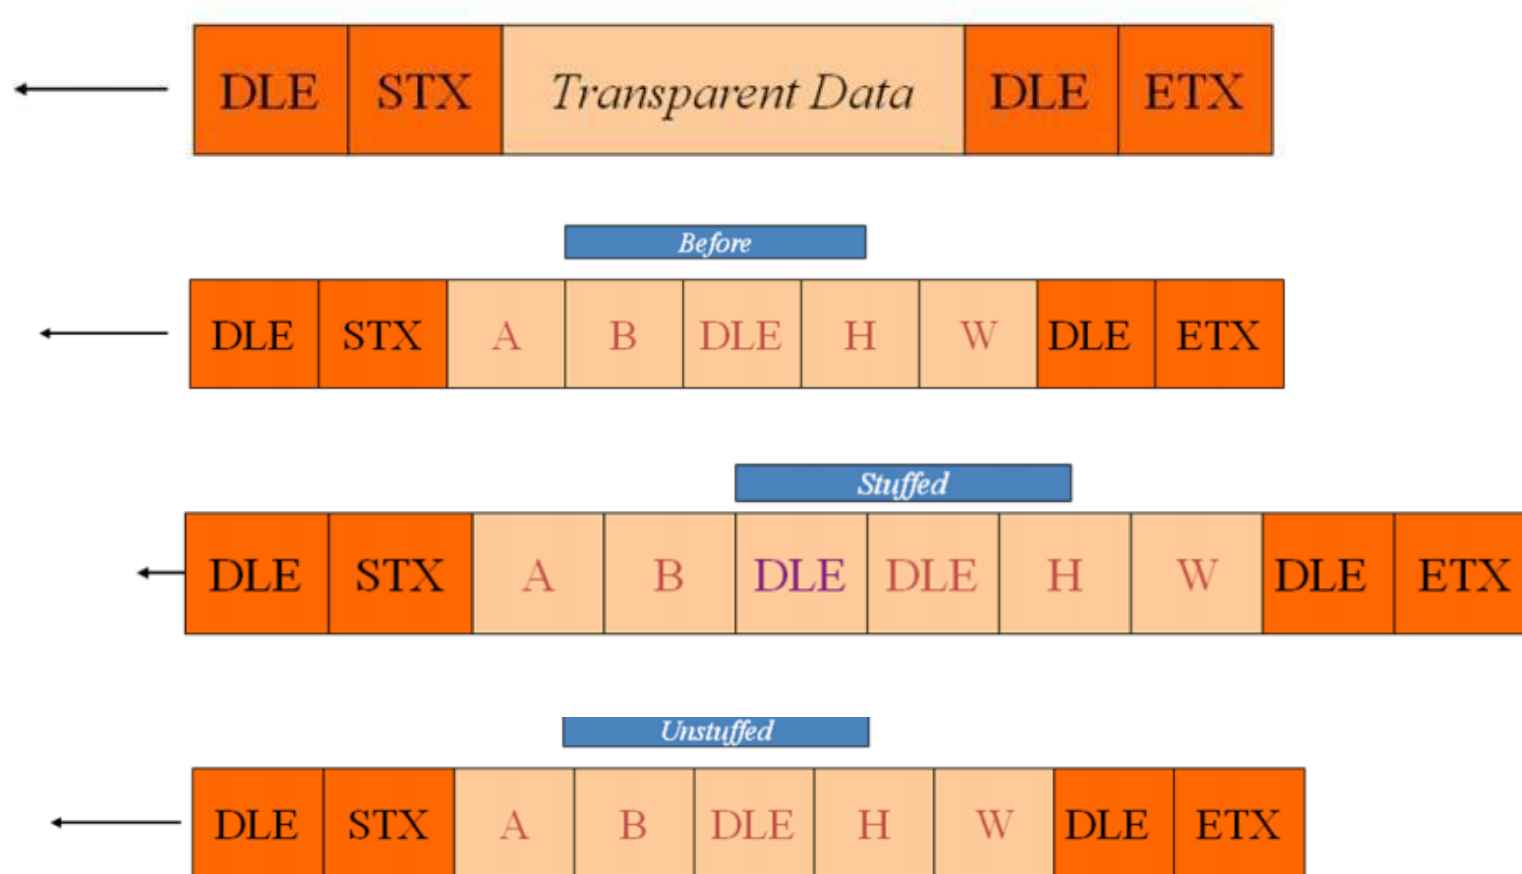 DLE STX Transparent Data DLE ETX
Before
DLE STX A B DLE H W DLE ETX
Stuffed
DLE STX A B DLE DLE H W DLE ETX
Unstuffed
DLE STX A B DLE H W DLE ETX